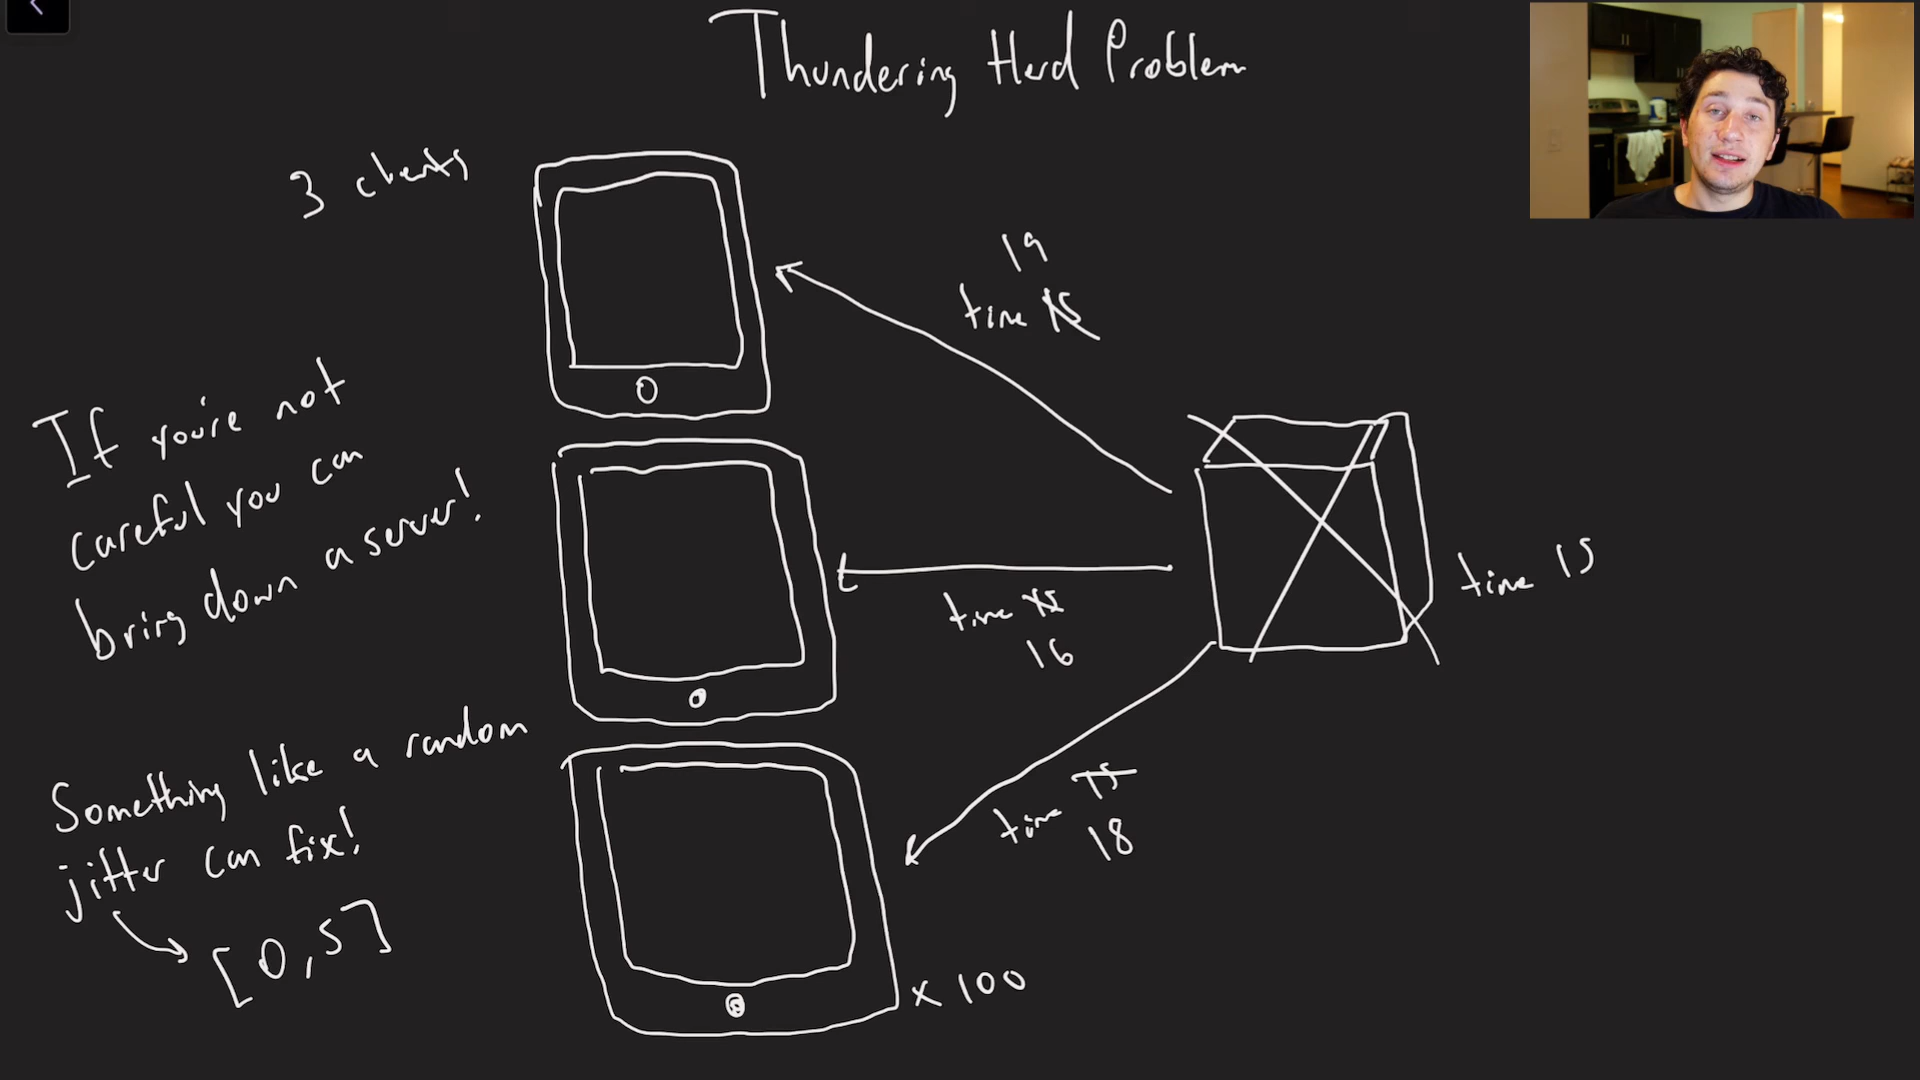 Thundering Herd Problem
3 clients
19
time 15
If you're not
careful you can
bring down a server!
time 15
time 15
16
Something like a random
jitter can fix!
[0,5]
time 15
18
x 100